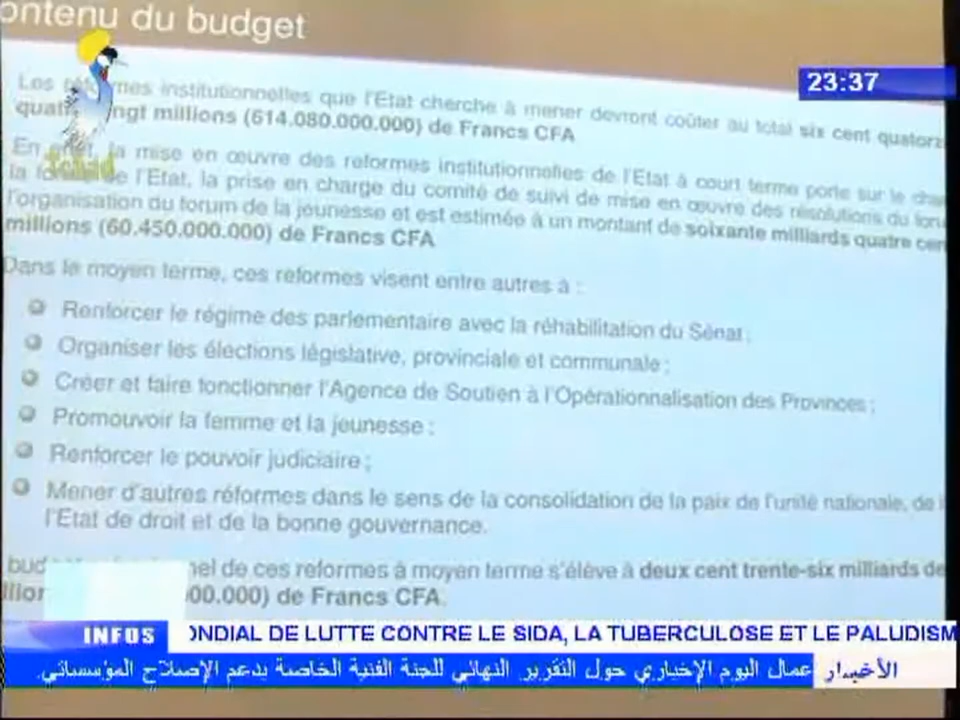 ontenu du budget
23:37
Les réformes institutionnelles que l'Etat cherche à mener devront coûter au total six cent quatorz
ngt millions (614.080.000.000) de Francs CFA
En la mise en œuvre des reformes institutionnelles de l'Etat à court terme porte sur le
la de l'Etat, la prise en charge du comité de suivi de mise en œuvre des résolutions du
l'organisation du forum de la jeunesse et est estimée à un montant de soixante milliards quatre cen
millions (60.450.000.000) de Francs CFA
Dans le moyen terme, ces reformes visent entre autres à :
Renforcer le régime des parlementaire avec la réhabilitation du Sénat;
Organiser les élections législative, provinciale et communale ;
Créer et faire fonctionner l'Agence de Soutien à l'Opérationnalisation des Provinces ;
Promouvoir la femme et la jeunesse ;
Renforcer le pouvoir judiciaire ;
Mener d'autres réformes dans le sens de la consolidation de la paix de l'unité nationale, de
l'Etat de droit et de la bonne gouvernance.
bud nel de ces reformes à moyen terme s'élève à deux cent trente-six milliards de
00.000) de Francs CFA.
INFOS ONDIAL DE LUTTE CONTRE LE SIDA, LA TUBERCULOSE ET LE PALUDISM
الأخبار عمال اليوم الإخباري حول التقرير النهائي للجنة الفنية الخاصة بدعم الإصلاح المؤسساتي.